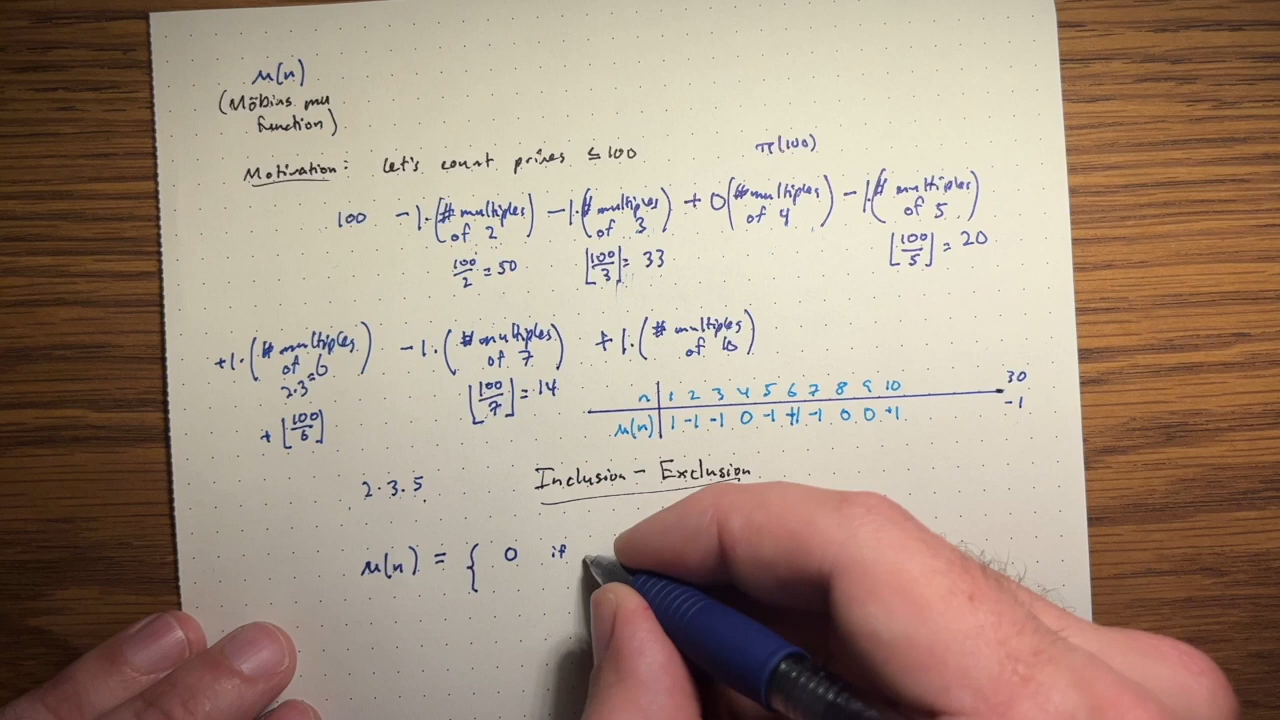 μ(n)
(Möbius mu
function)
Motivation: Let's count primes ≤100 π(100)
100 -1·(# multiples of 2) -1·(# multiples of 3) + 0(# multiples of 4) - 1·(# multiples of 5)
100/2 = 50 ⌊100/3⌋ = 33 ⌊100/5⌋ = 20
+1·(# multiples of 6) -1·(# multiples of 7) +1·(# multiples of 10)
2·3=6
+ ⌊100/6⌋ ⌊100/7⌋ = 14
n | 1 2 3 4 5 6 7 8 9 10 30
μ(n) | 1 -1 -1 0 -1 +1 -1 0 0 +1 -1
Inclusion - Exclusion
2·3·5
μ(n) = { 0 if